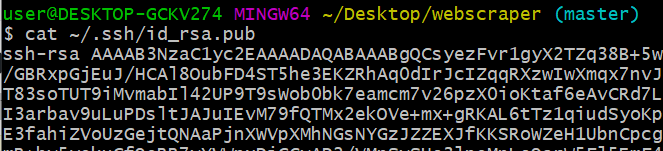 user@DESKTOP-GCKV274 MINGW64 ~/Desktop/webscraper (master)
$ cat ~/.ssh/id_rsa.pub
ssh-rsa AAAAB3NzaC1yc2EAAAADAQABAAABgQCsyezFvr1gyX2TZq38B+5w
/GBRxpGjEuJ/HCAl8OubFD4ST5he3EKZRhAqOdIrJcIZqqRXzwIwXmqx7nvJ
T83soTUT9iMvmabIl42UP9T9sWobObk7eamcm7v26pzXOioKtaf6eAvCRd7L
I3arbav9uLuPDsltJAJuIEvM79fQTMx2ekOVe+mx+gRKAL6tTz1qiudSyoKp
E3fahiZVoUzGejtQNAaPjnXWVpXMhNGsNYGzJZZEXJfKKSRoWZeH1UbnCpcg